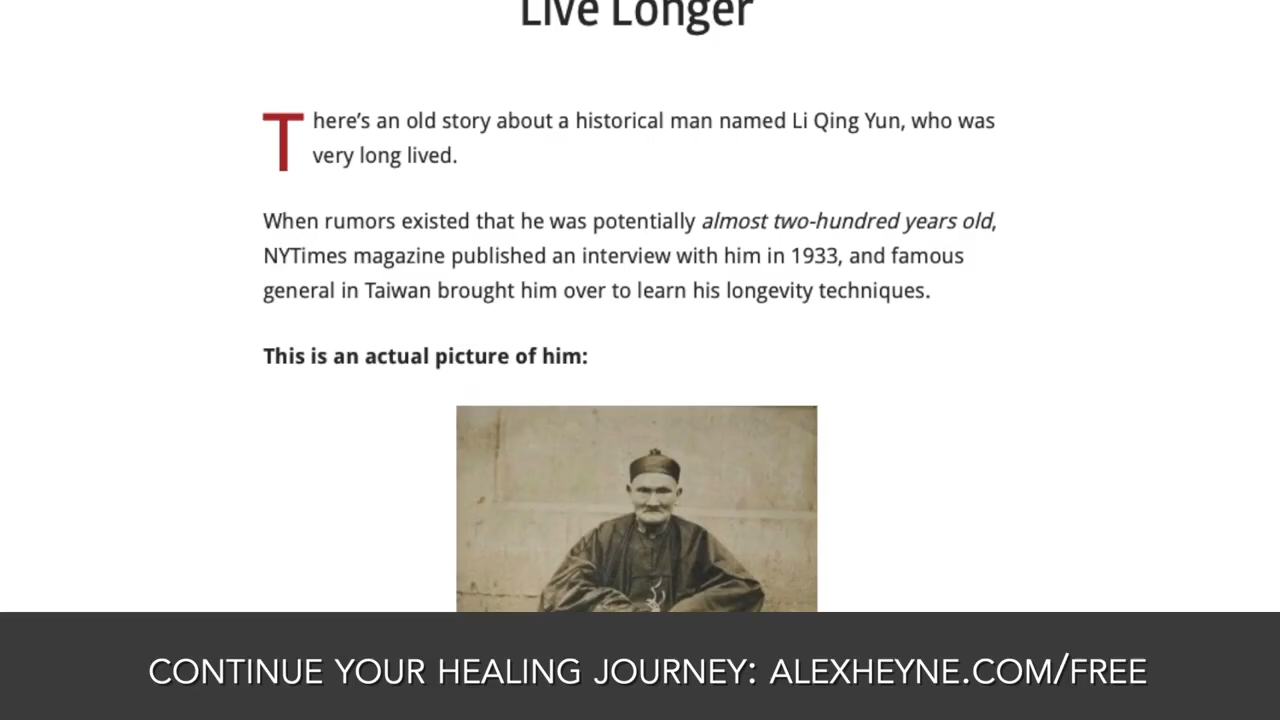 Live Longer
There's an old story about a historical man named Li Qing Yun, who was
very long lived.
When rumors existed that he was potentially almost two-hundred years old,
NYTimes magazine published an interview with him in 1933, and famous
general in Taiwan brought him over to learn his longevity techniques.
This is an actual picture of him:
CONTINUE YOUR HEALING JOURNEY: ALEXHEYNE.COM/FREE